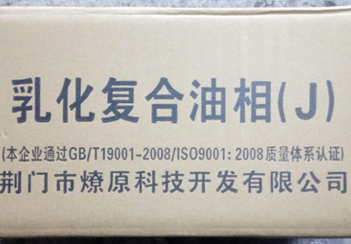 乳化复合油相(J)
(本企业通过GB/T19001-2008/ISO9001:2008质量体系认证)
荆门市燎原科技开发有限公司